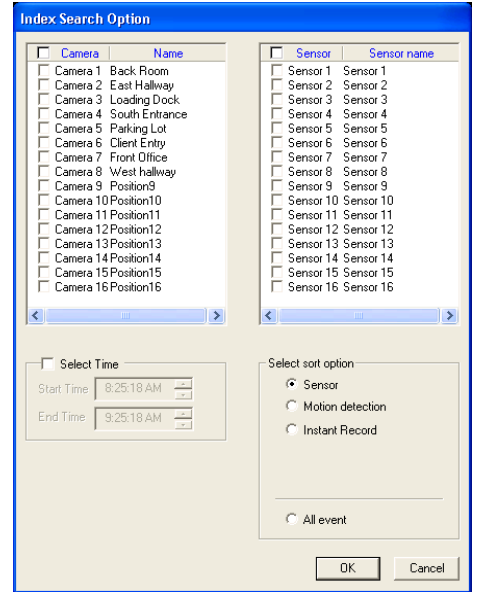 Index Search Option
Camera Name
Camera 1 Back Room
Camera 2 East Hallway
Camera 3 Loading Dock
Camera 4 South Entrance
Camera 5 Parking Lot
Camera 6 Client Entry
Camera 7 Front Office
Camera 8 West hallway
Camera 9 Position9
Camera 10 Position10
Camera 11 Position11
Camera 12 Position12
Camera 13 Position13
Camera 14 Position14
Camera 15 Position15
Camera 16 Position16
Sensor Sensor name
Sensor 1 Sensor 1
Sensor 2 Sensor 2
Sensor 3 Sensor 3
Sensor 4 Sensor 4
Sensor 5 Sensor 5
Sensor 6 Sensor 6
Sensor 7 Sensor 7
Sensor 8 Sensor 8
Sensor 9 Sensor 9
Sensor 10 Sensor 10
Sensor 11 Sensor 11
Sensor 12 Sensor 12
Sensor 13 Sensor 13
Sensor 14 Sensor 14
Sensor 15 Sensor 15
Sensor 16 Sensor 16
Select Time
Start Time 8:25:18 AM
End Time 9:25:18 AM
Select sort option
Sensor
Motion detection
Instant Record
All event
OK Cancel